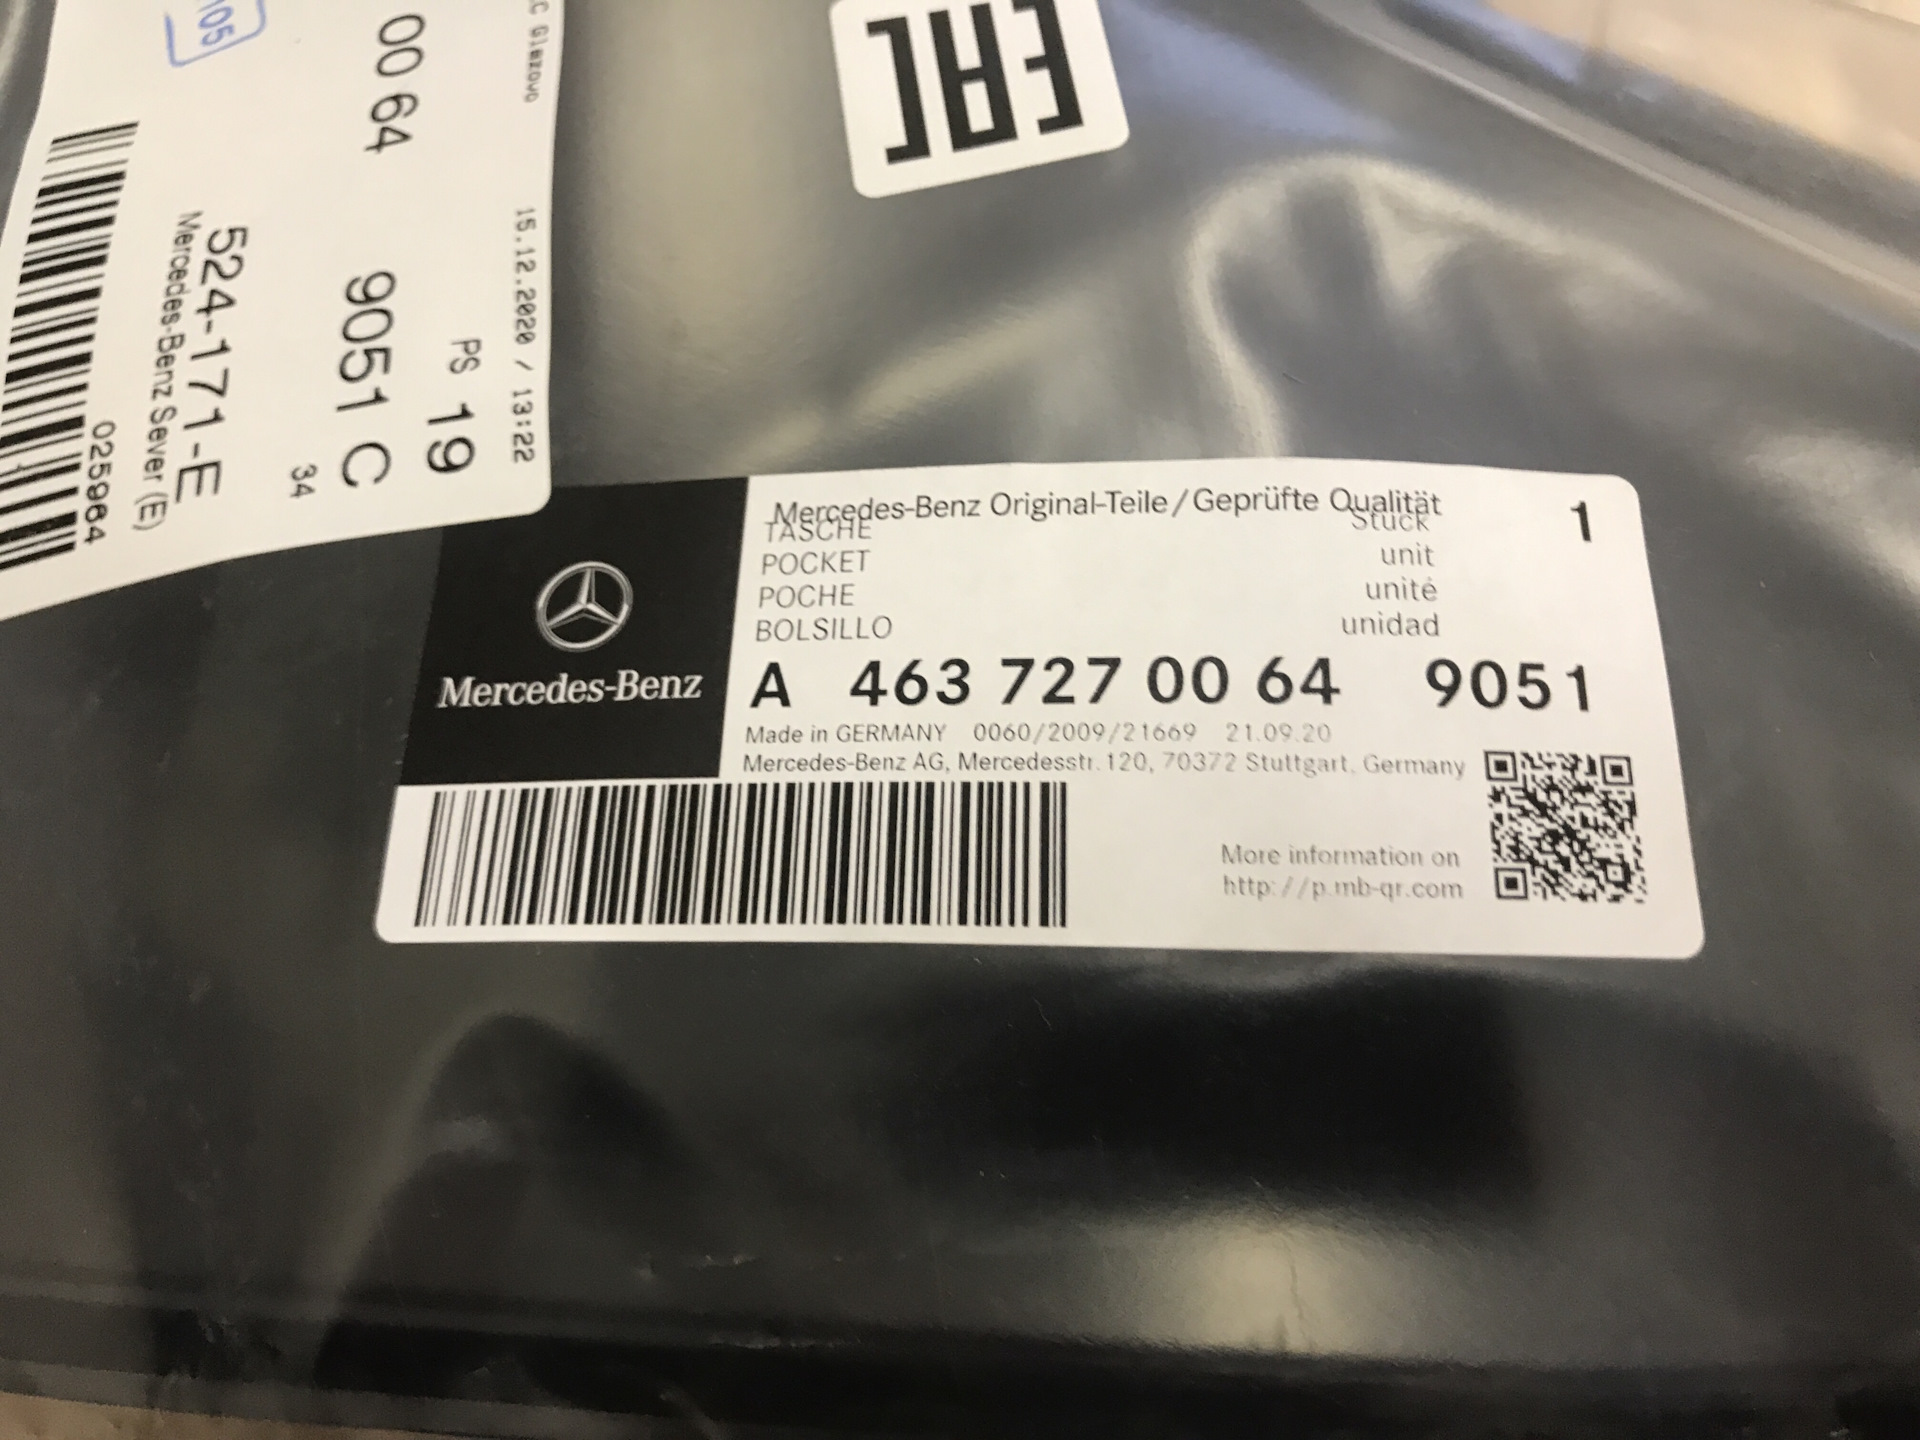 105
00 64 9051 C
PS 19
Glazovo 15.12.2020 / 13:22
34
524-171-E
Mercedes-Benz Sever (E)
025964
EAC
Mercedes-Benz
Mercedes-Benz Original-Teile / Geprüfte Qualität
TASCHE Stück 1
POCKET unit
POCHE unité
BOLSILLO unidad
A 463 727 00 64 9051
Made in GERMANY 0060/2009/21669 21.09.20
Mercedes-Benz AG, Mercedesstr. 120, 70372 Stuttgart, Germany
More information on
http://p.mb-qr.com